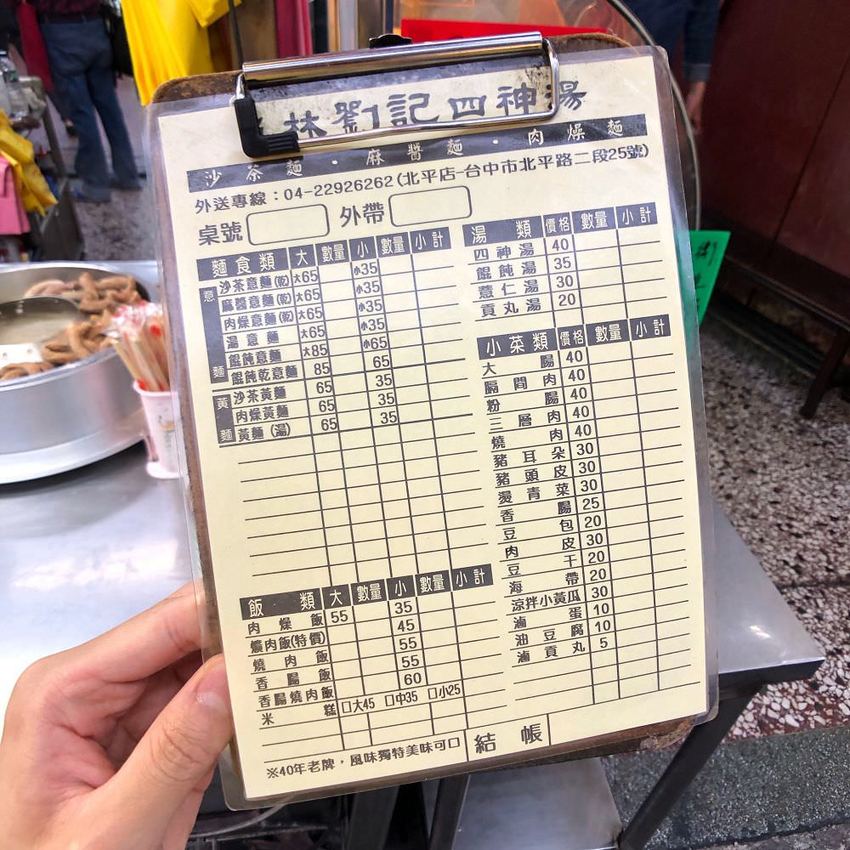 林劉記四神湯
沙茶麵・麻醬麵・肉燥麵
外送專線：04-22926262(北平店-台中市北平路二段25號)
桌號 外帶
麵食類 大 數量 小 數量 小計
意麵
沙茶意麵(乾) 大65 小35
麻醬意麵(乾) 大65 小35
肉燥意麵(乾) 大65 小35
湯意麵 大65 小35
餛飩意麵 大85 小65
餛飩乾意麵 85 65
黃麵
沙茶黃麵 65 35
肉燥黃麵 65 35
黃麵(湯) 65 35
飯類 大 數量 小 數量 小計
肉燥飯 55 35
爌肉飯(特價) 45
燒肉飯 55
香腸飯 55
香腸燒肉飯 60
米糕 □大45 □中35 □小25
※40年老牌，風味獨特美味可口
湯類 價格 數量 小計
四神湯 40
餛飩湯 35
薏仁湯 30
貢丸湯 20
小菜類 價格 數量 小計
大腸 40
隔間肉 40
粉腸 40
三層肉 40
燒肉 40
豬耳朵 30
豬頭皮 30
燙青菜 30
香腸 25
豆包 20
肉皮 30
豆干 20
海帶 20
涼拌小黃瓜 30
滷蛋 10
油豆腐 10
滷貢丸 5
結帳